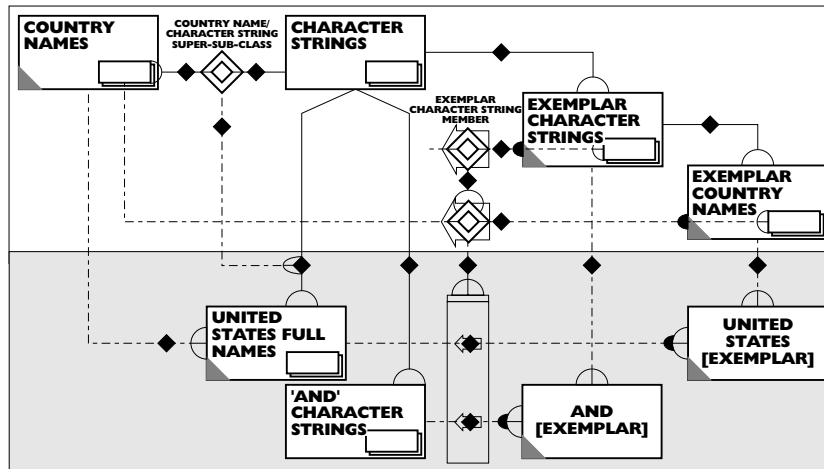 COUNTRY
NAMES
COUNTRY NAME/
CHARACTER STRING
SUPER-SUB-CLASS
CHARACTER
STRINGS
EXEMPLAR
CHARACTER STRING
MEMBER
EXEMPLAR
CHARACTER
STRINGS
EXEMPLAR
COUNTRY
NAMES
UNITED
STATES FULL
NAMES
UNITED
STATES
[EXEMPLAR]
'AND'
CHARACTER
STRINGS
AND
[EXEMPLAR]